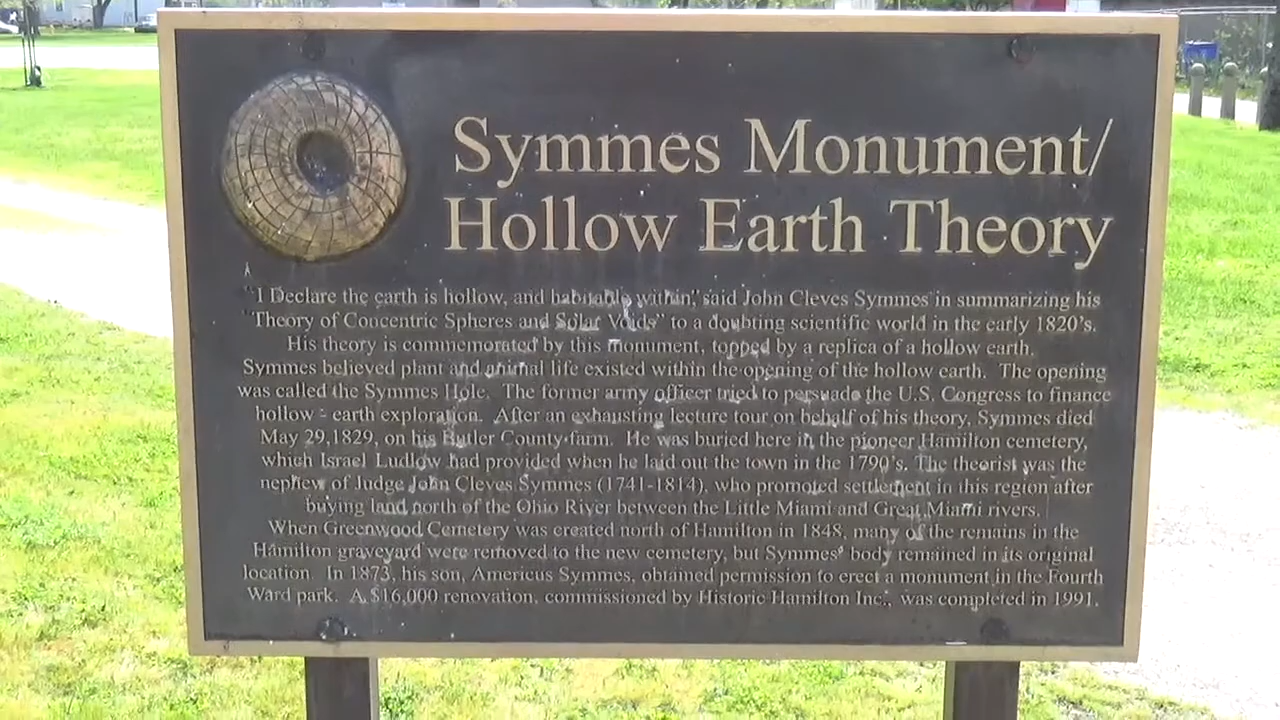 Symmes Monument/
Hollow Earth Theory
"I Declare the earth is hollow, and habitable within," said John Cleves Symmes in summarizing his
"Theory of Concentric Spheres and Solar Voids" to a doubting scientific world in the early 1820's.
His theory is commemorated by this monument, topped by a replica of a hollow earth.
Symmes believed plant and animal life existed within the opening of the hollow earth. The opening
was called the Symmes Hole. The former army officer tried to persuade the U.S. Congress to finance
hollow - earth exploration. After an exhausting lecture tour on behalf of his theory, Symmes died
May 29,1829, on his Butler County farm. He was buried here in the pioneer Hamilton cemetery,
which Israel Ludlow had provided when he laid out the town in the 1790's. The theorist was the
nephew of Judge John Cleves Symmes (1741-1814), who promoted settlement in this region after
buying land north of the Ohio River between the Little Miami and Great Miami rivers.
When Greenwood Cemetery was created north of Hamilton in 1848, many of the remains in the
Hamilton graveyard were removed to the new cemetery, but Symmes' body remained in its original
location. In 1873, his son, Americus Symmes, obtained permission to erect a monument in the Fourth
Ward park. A $16,000 renovation, commissioned by Historic Hamilton Inc., was completed in 1991.